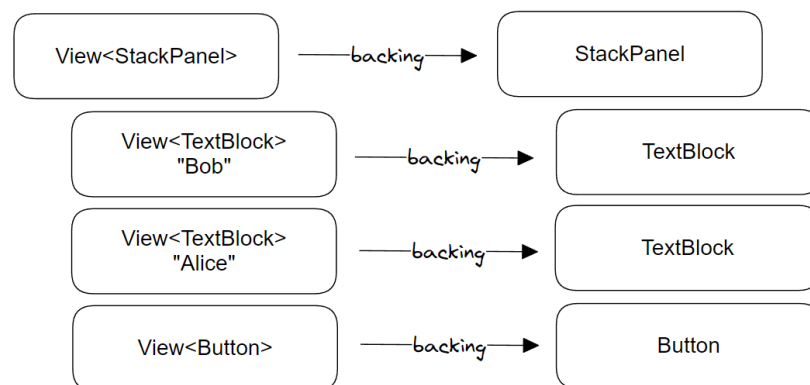 View<StackPanel>
backing
StackPanel
View<TextBlock>
"Bob"
backing
TextBlock
View<TextBlock>
"Alice"
backing
TextBlock
View<Button>
backing
Button